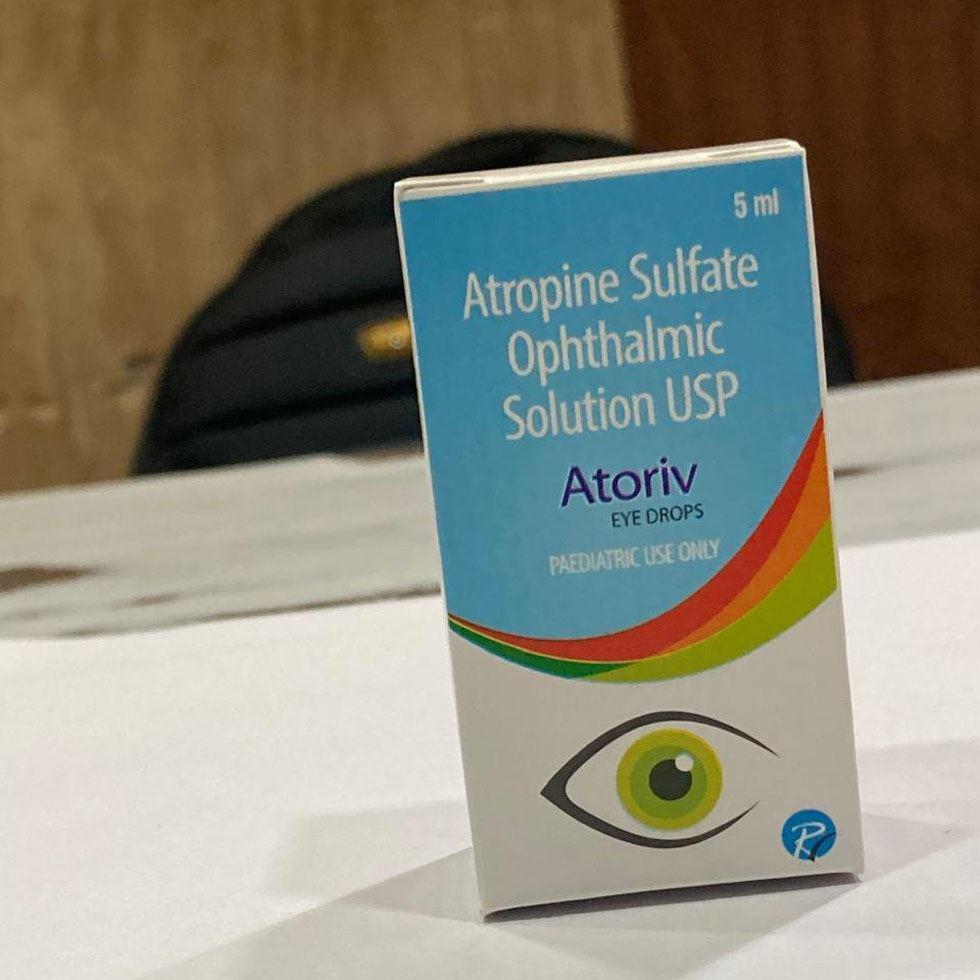 5 ml
Atropine Sulfate
Ophthalmic
Solution USP
Atoriv
EYE DROPS
PAEDIATRIC USE ONLY